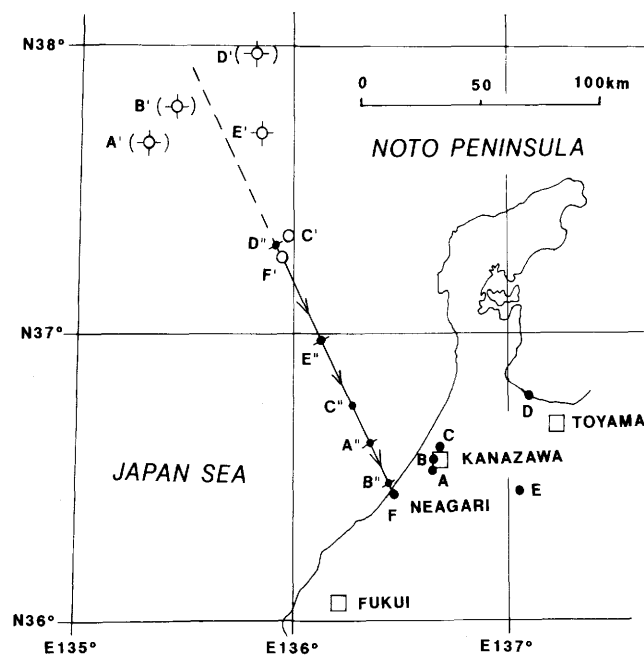 N38°
D'
0 50 100km
B'
A'
E'
NOTO PENINSULA
D"
C'
F'
N37°
E"
C"
D
TOYAMA
A"
C
B
KANAZAWA
A
JAPAN SEA
B"
E
F
NEAGARI
FUKUI
N36°
E135° E136° E137°